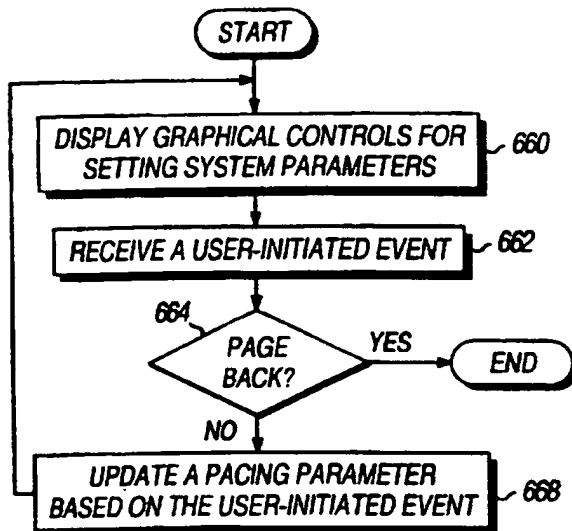 START
DISPLAY GRAPHICAL CONTROLS FOR
SETTING SYSTEM PARAMETERS
660
RECEIVE A USER-INITIATED EVENT
662
664
PAGE
BACK?
YES
END
NO
UPDATE A PACING PARAMETER
BASED ON THE USER-INITIATED EVENT
668